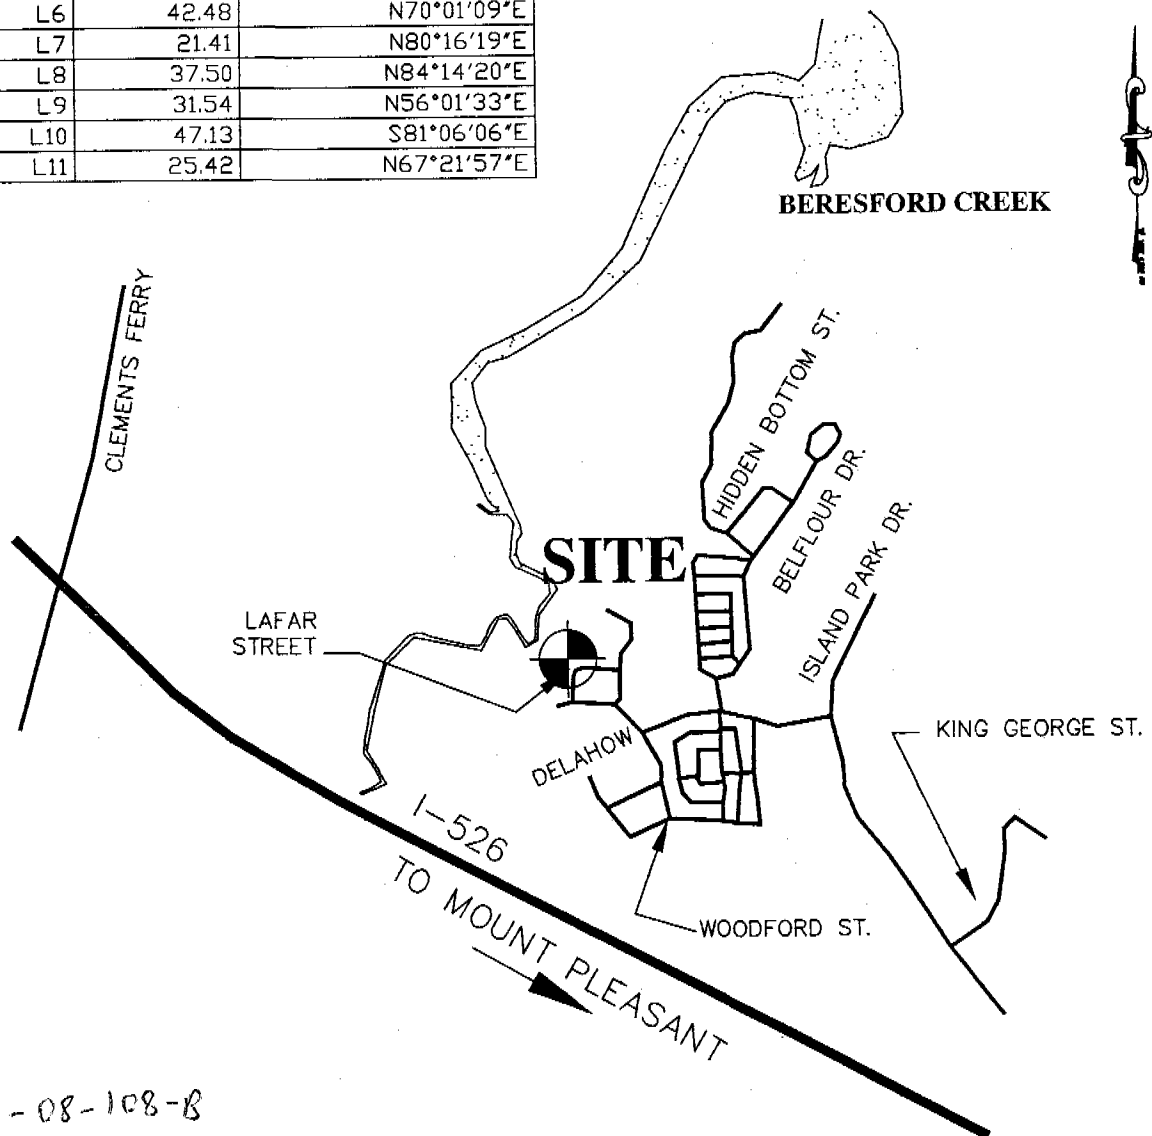 L6 42.48 N70°01'09"E
L7 21.41 N80°16'19"E
L8 37.50 N84°14'20"E
L9 31.54 N56°01'33"E
L10 47.13 S81°06'06"E
L11 25.42 N67°21'57"E
BERESFORD CREEK
CLEMENTS FERRY
HIDDEN BOTTOM ST.
BELFLOUR DR.
ISLAND PARK DR.
SITE
LAFAR
STREET
KING GEORGE ST.
DELAHOW
I-526
TO MOUNT PLEASANT
WOODFORD ST.
-08-108-B